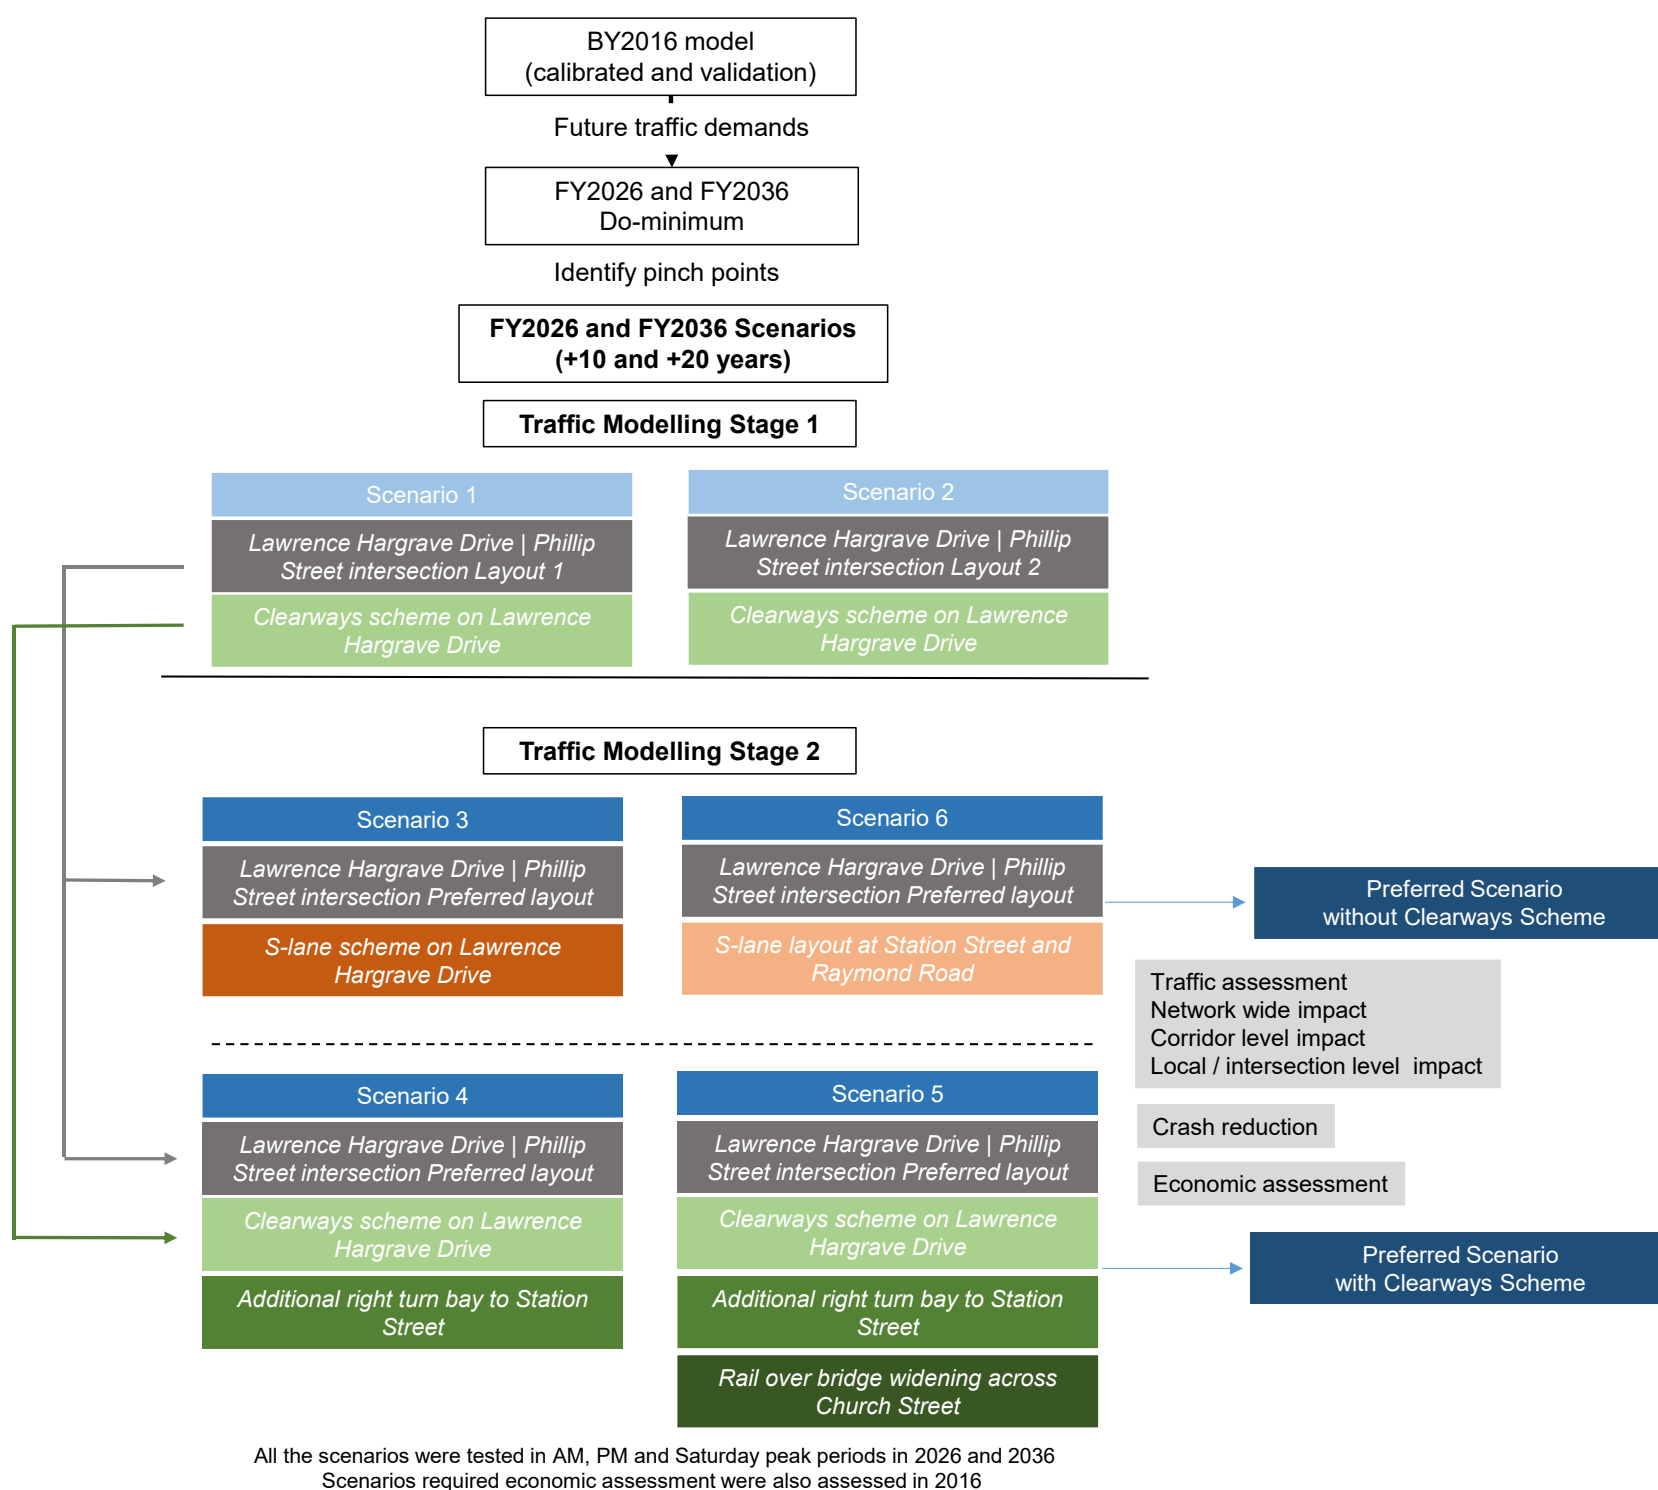 BY2016 model
(calibrated and validation)
Future traffic demands
FY2026 and FY2036
Do-minimum
Identify pinch points
FY2026 and FY2036 Scenarios
(+10 and +20 years)
Traffic Modelling Stage 1
Scenario 1
Lawrence Hargrave Drive | Phillip
Street intersection Layout 1
Clearways scheme on Lawrence
Hargrave Drive
Scenario 2
Lawrence Hargrave Drive | Phillip
Street intersection Layout 2
Clearways scheme on Lawrence
Hargrave Drive
Traffic Modelling Stage 2
Scenario 3
Lawrence Hargrave Drive | Phillip
Street intersection Preferred layout
S-lane scheme on Lawrence
Hargrave Drive
Scenario 6
Lawrence Hargrave Drive | Phillip
Street intersection Preferred layout
S-lane layout at Station Street and
Raymond Road
Preferred Scenario
without Clearways Scheme
Traffic assessment
Network wide impact
Corridor level impact
Local / intersection level impact
Crash reduction
Economic assessment
Scenario 4
Lawrence Hargrave Drive | Phillip
Street intersection Preferred layout
Clearways scheme on Lawrence
Hargrave Drive
Additional right turn bay to Station
Street
Scenario 5
Lawrence Hargrave Drive | Phillip
Street intersection Preferred layout
Clearways scheme on Lawrence
Hargrave Drive
Additional right turn bay to Station
Street
Rail over bridge widening across
Church Street
Preferred Scenario
with Clearways Scheme
All the scenarios were tested in AM, PM and Saturday peak periods in 2026 and 2036
Scenarios required economic assessment were also assessed in 2016